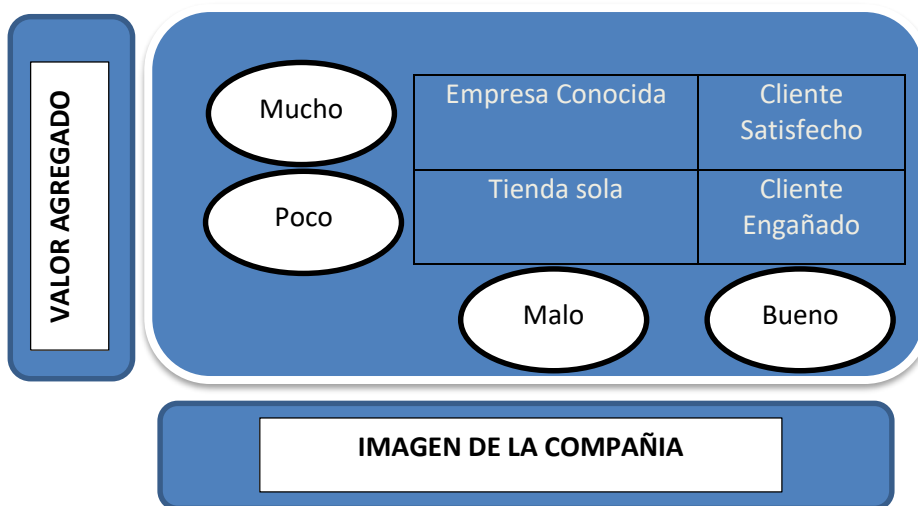 VALOR AGREGADO
Mucho
Empresa Conocida
Cliente
Satisfecho
Poco
Tienda sola
Cliente
Engañado
Malo
Bueno
IMAGEN DE LA COMPAÑIA